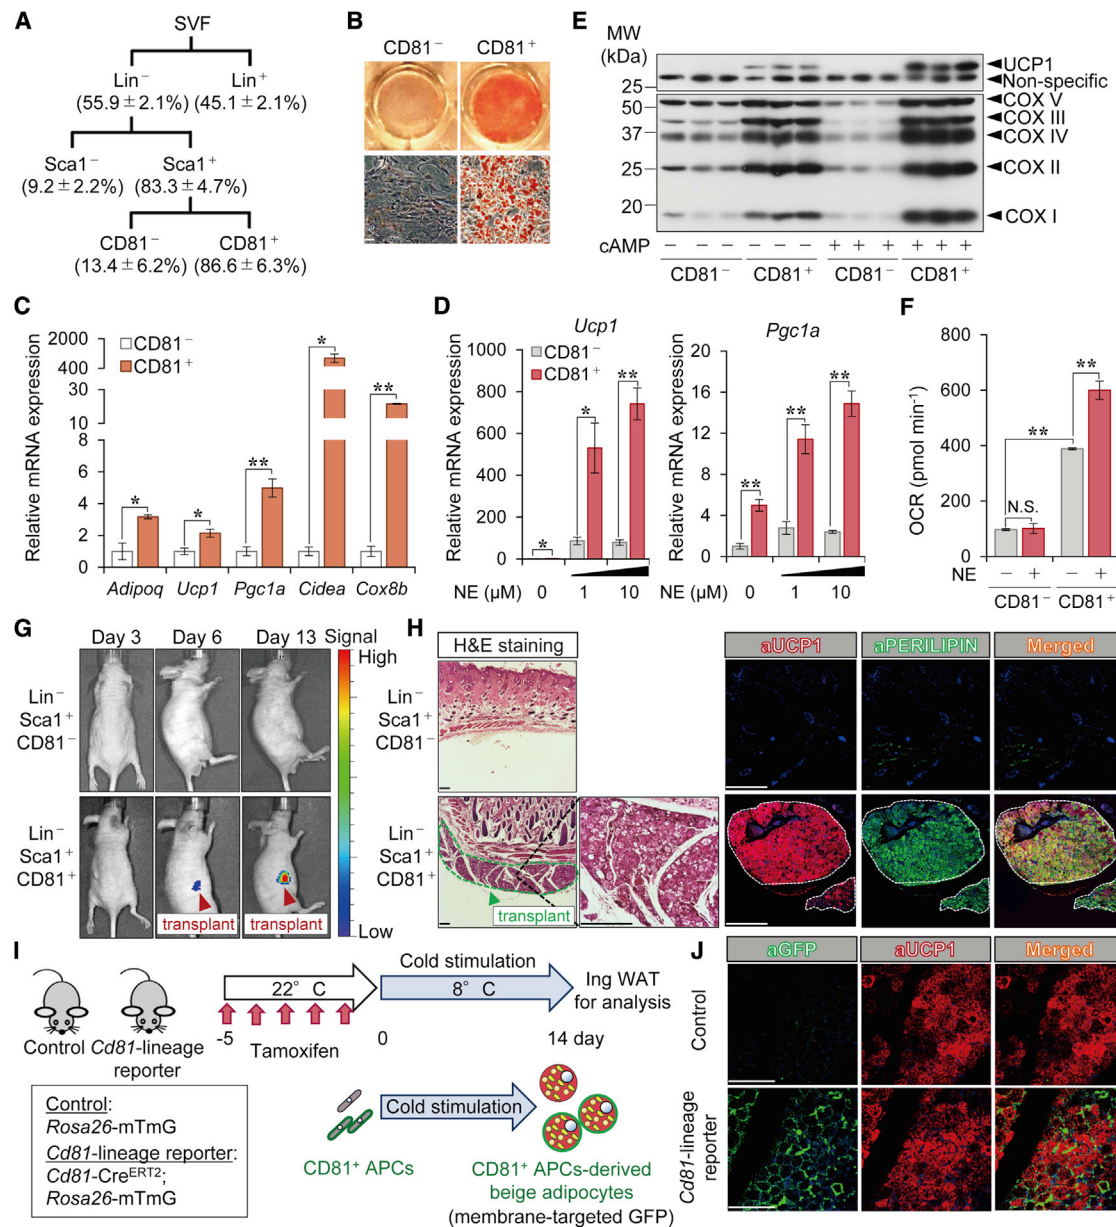 A
SVF
Lin−
Lin+
(55.9 ± 2.1%)
(45.1 ± 2.1%)
Sca1−
Sca1+
(9.2 ± 2.2%)
(83.3 ± 4.7%)
CD81−
CD81+
(13.4 ± 6.2%)
(86.6 ± 6.3%)
B
CD81−
CD81+
E
MW
(kDa)
25
50
37
25
20
UCP1
Non-specific
COX V
COX III
COX IV
COX II
COX I
cAMP
− − − − − − + + + + + +
CD81− CD81+ CD81− CD81+
C
Relative mRNA expression
2000
400
30
10
8
6
4
2
0
CD81−
CD81+
* * ** * **
Adipoq Ucp1 Pgc1a Cidea Cox8b
D
Ucp1
Relative mRNA expression
1000
800
600
400
200
0
CD81−
CD81+
* * **
NE (μM) 0 1 10
Pgc1a
Relative mRNA expression
20
16
12
8
4
0
** ** **
0 1 10
NE (μM)
F
OCR (pmol min-1)
800
600
400
200
0
N.S.
**
**
NE − + − +
CD81− CD81+
G
Day 3 Day 6 Day 13 Signal
High
Low
Lin−
Sca1+
CD81−
Lin−
Sca1+
CD81+
transplant
transplant
H
H&E staining
aUCP1 aPERILIPIN Merged
Lin−
Sca1+
CD81−
Lin−
Sca1+
CD81+
transplant
I
Control Cd81-lineage
reporter
Control:
Rosa26-mTmG
Cd81-lineage reporter:
Cd81-CreERT2;
Rosa26-mTmG
22° C
Cold stimulation
8° C
Ing WAT
for analysis
-5
Tamoxifen
0
14 day
Cold stimulation
CD81+ APCs
CD81+ APCs-derived
beige adipocytes
(membrane-targeted GFP)
J
aGFP aUCP1 Merged
Control
Cd81-lineage
reporter